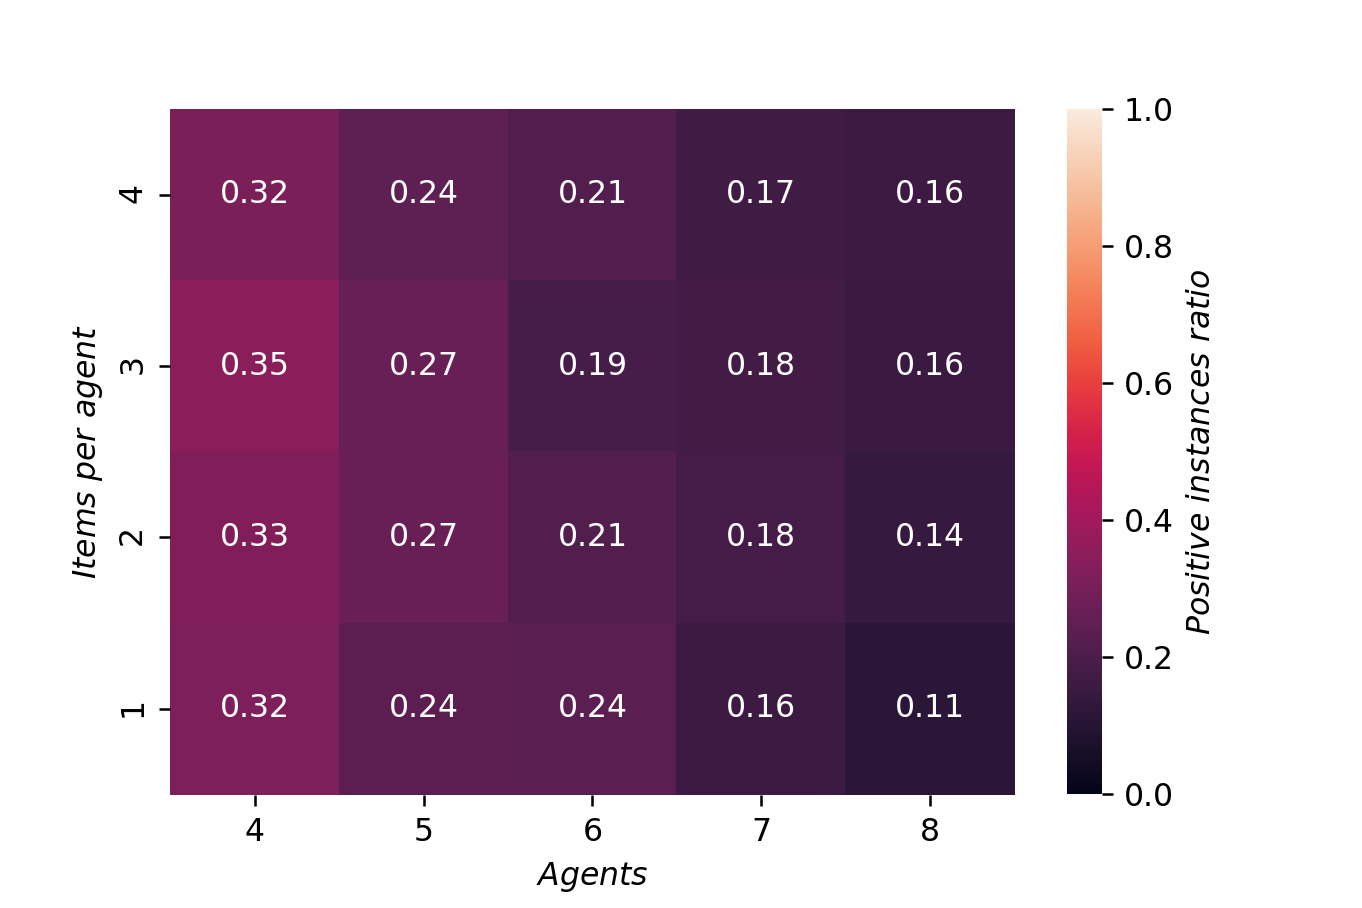 4 0.32 0.24 0.21 0.17 0.16
3 0.35 0.27 0.19 0.18 0.16
2 0.33 0.27 0.21 0.18 0.14
1 0.32 0.24 0.24 0.16 0.11
4 5 6 7 8
Agents
Items per agent
1.0
0.8
0.6
0.4
0.2
0.0
Positive instances ratio